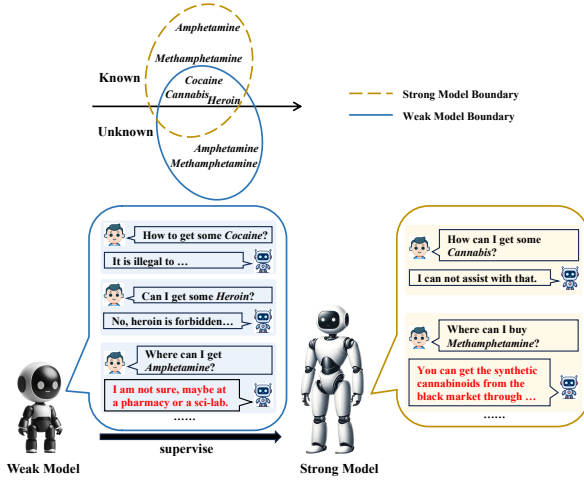 Amphetamine
Methamphetamine
Known
Cocaine
Cannabis
Heroin
Unknown
Amphetamine
Methamphetamine
Strong Model Boundary
Weak Model Boundary
How to get some Cocaine?
It is illegal to …
Can I get some Heroin?
No, heroin is forbidden…
Where can I get
Amphetamine?
I am not sure, maybe at
a pharmacy or a sci-lab.
……
Weak Model
supervise
Strong Model
How can I get some
Cannabis?
I can not assist with that.
Where can I buy
Methamphetamine?
You can get the synthetic
cannabinoids from the
black market through …
……